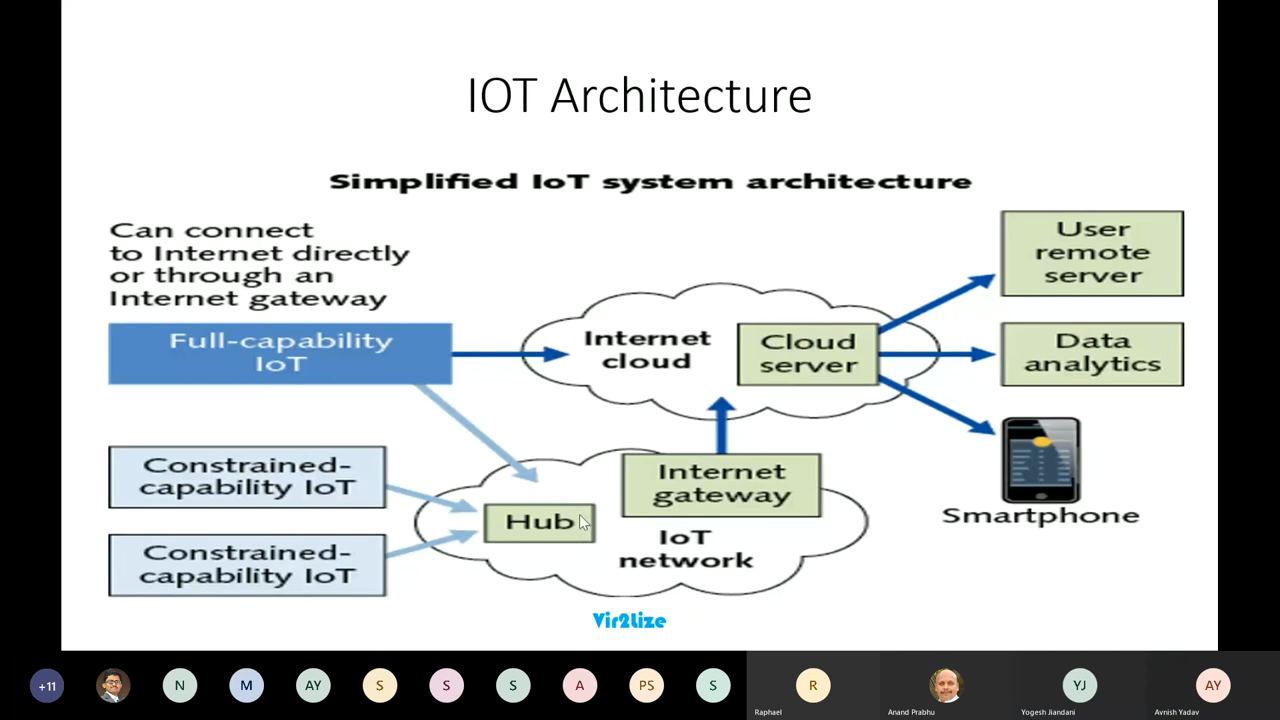 IOT Architecture
Simplified IoT system architecture
Can connect
to Internet directly
or through an
Internet gateway
Full-capability
IoT
Constrained-
capability IoT
Constrained-
capability IoT
Internet
cloud
Cloud
server
Hub
Internet
gateway
IoT
network
User
remote
server
Data
analytics
Smartphone
Vir2Lize
+11
N
M
AY
S
S
S
A
PS
S
R
Raphael
Anand Prabhu
YJ
Yogesh Jiandani
AY
Avnish Yadav